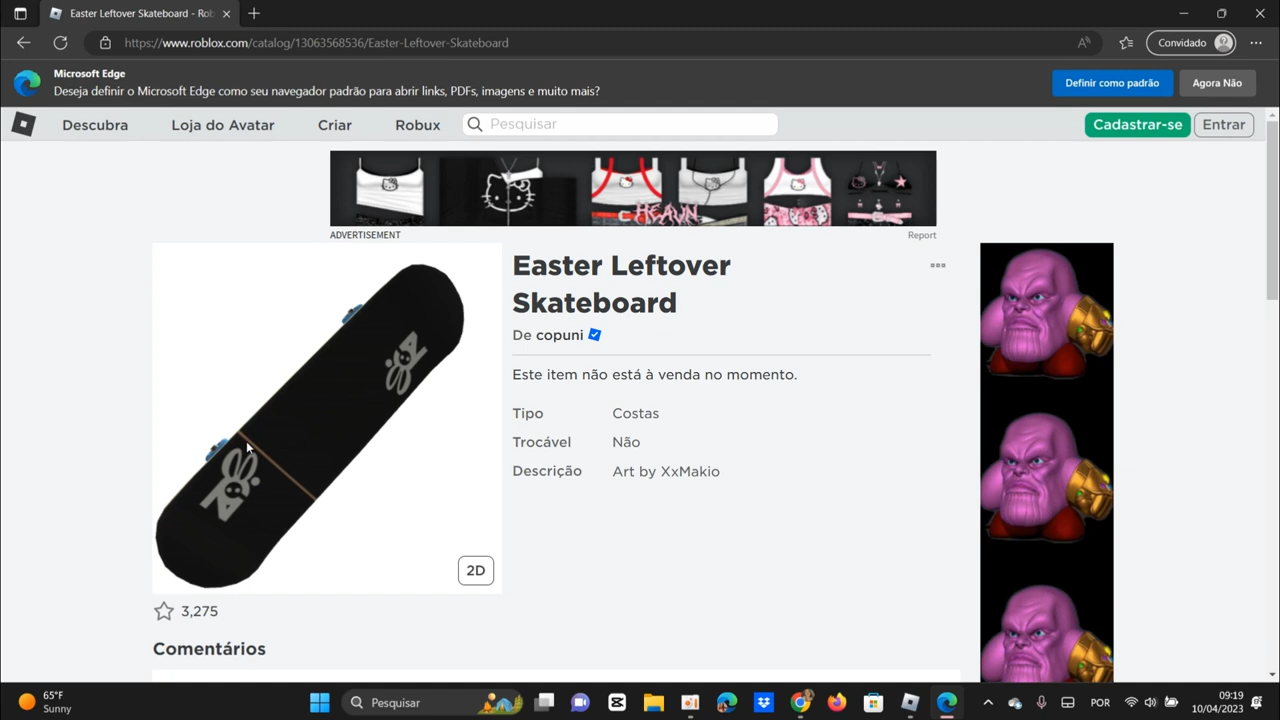 Easter Leftover Skateboard - Rob
https://www.roblox.com/catalog/13063568536/Easter-Leftover-Skateboard
Convidado
Microsoft Edge
Deseja definir o Microsoft Edge como seu navegador padrão para abrir links, PDFs, imagens e muito mais?
Definir como padrão
Agora Não
Descubra
Loja do Avatar
Criar
Robux
Pesquisar
Cadastrar-se
Entrar
HEAVN
ADVERTISEMENT
Report
Easter Leftover
Skateboard
De copuni
Este item não está à venda no momento.
Tipo Costas
Trocável Não
Descrição Art by XxMakio
2D
3,275
Comentários
65°F
Sunny
Pesquisar
POR
09:19
10/04/2023